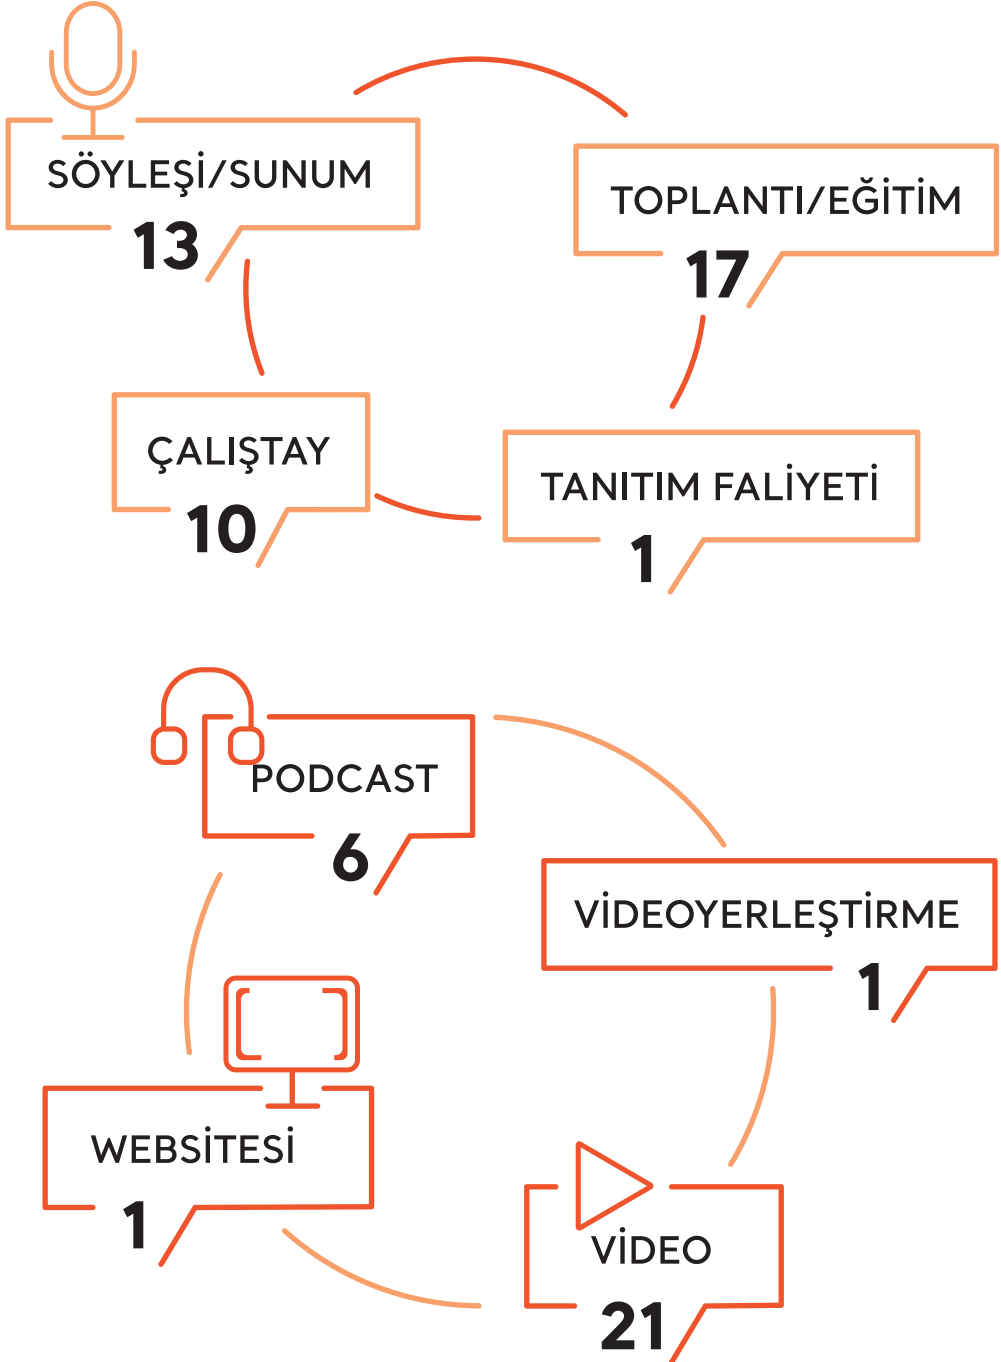 SÖYLEŞİ/SUNUM
13
TOPLANTI/EĞİTİM
17
ÇALIŞTAY
10
TANITIM FALİYETİ
1
PODCAST
6
VİDEOYERLEŞTİRME
1
WEBSİTESİ
1
VİDEO
21